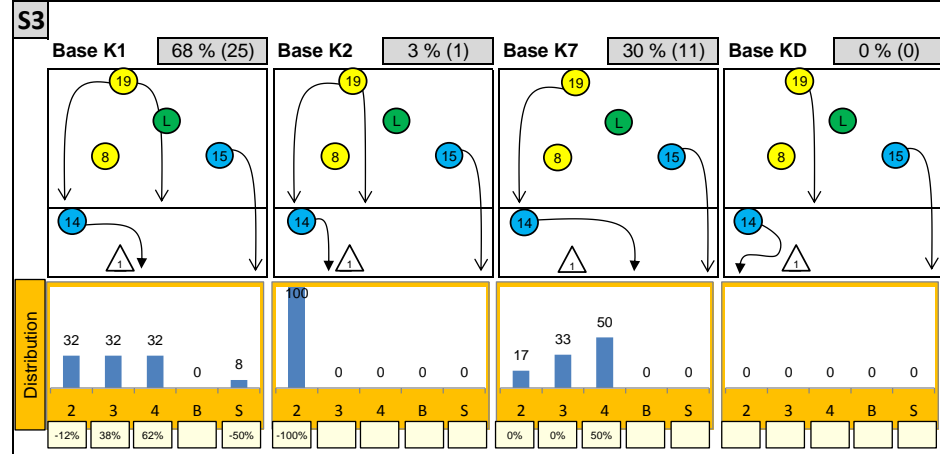 S3
Base K1 68 % (25) Base K2 3 % (1) Base K7 30 % (11) Base KD 0 % (0)
19 19 19 19
L L L L
8 15 8 15 8 15 8 15
14 14 14 14
1 1 1 1
Distribution
100
50
32 32 32 33
17
8
0 0 0 0 0 0 0 0 0 0 0 0
2 3 4 B S 2 3 4 B S 2 3 4 B S 2 3 4 B S
-12% 38% 62% -50% -100% 0% 0% 50%